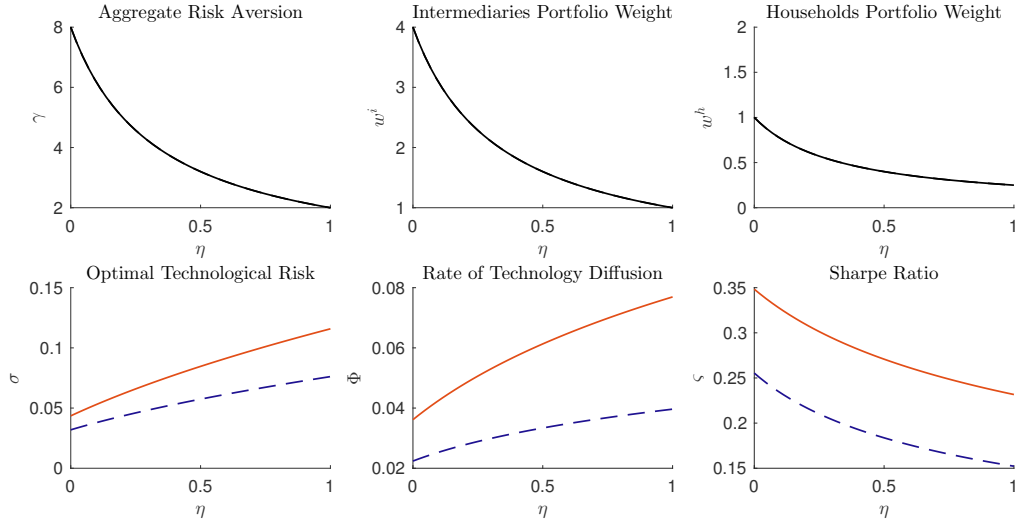 Aggregate Risk Aversion
8
6
4
2
γ
0 0.5 1
η
Intermediaries Portfolio Weight
4
3
2
1
w^i
0 0.5 1
η
Households Portfolio Weight
2
1.5
1
0.5
0
w^h
0 0.5 1
η
Optimal Technological Risk
0.15
0.1
0.05
0
σ
0 0.5 1
η
Rate of Technology Diffusion
0.08
0.06
0.04
0.02
Φ
0 0.5 1
η
Sharpe Ratio
0.35
0.3
0.25
0.2
0.15
ς
0 0.5 1
η